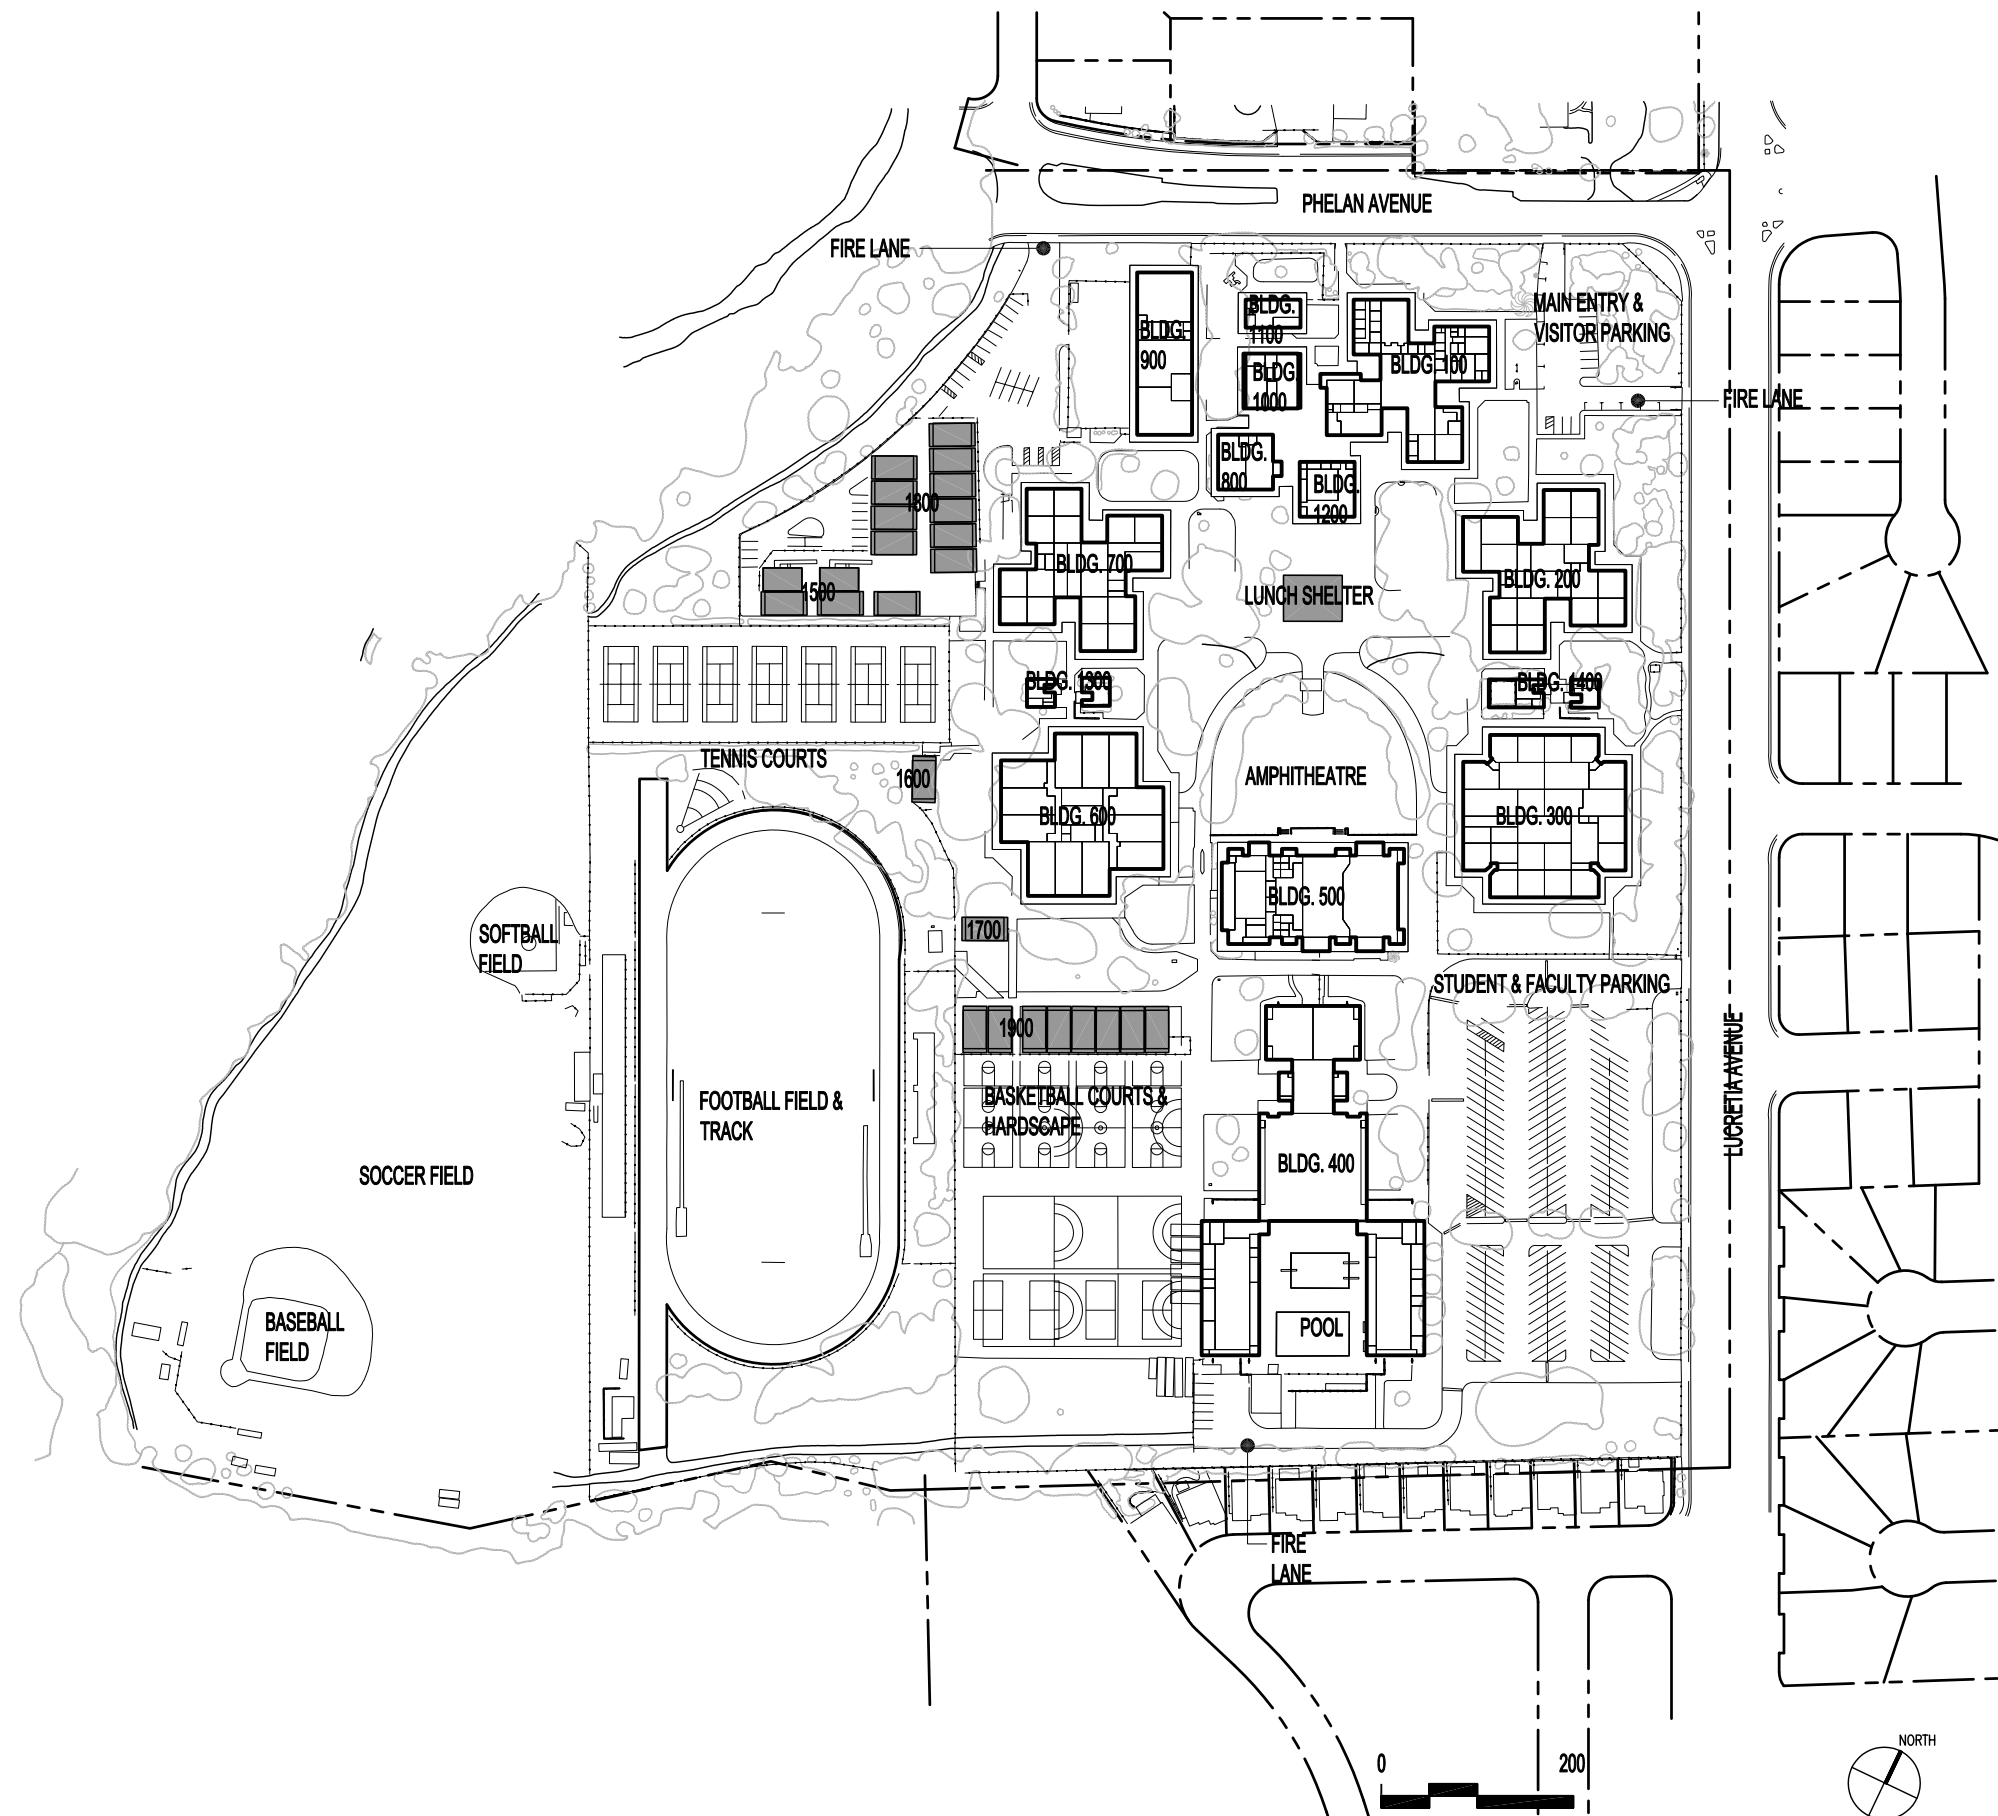 PHELAN AVENUE
FIRE LANE
BLDG.
1100
MAIN ENTRY &
VISITOR PARKING
BLDG.
900
BLDG. 100
BLDG.
1000
FIRE LANE
BLDG.
800
BLDG.
1200
1800
BLDG. 700
BLDG. 200
1500
LUNCH SHELTER
BLDG. 1300
BLDG. 1400
TENNIS COURTS
1600
AMPHITHEATRE
BLDG. 600
BLDG. 300
BLDG. 500
SOFTBALL
FIELD
1700
STUDENT & FACULTY PARKING
1900
LUCRETIA AVENUE
FOOTBALL FIELD &
TRACK
BASKETBALL COURTS &
HARDSCAPE
SOCCER FIELD
BLDG. 400
BASEBALL
FIELD
POOL
FIRE
LANE
NORTH
0 200